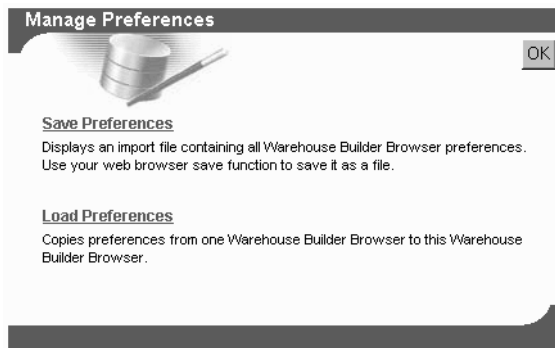 Manage Preferences
OK
Save Preferences
Displays an import file containing all Warehouse Builder Browser preferences.
Use your web browser save function to save it as a file.
Load Preferences
Copies preferences from one Warehouse Builder Browser to this Warehouse
Builder Browser.